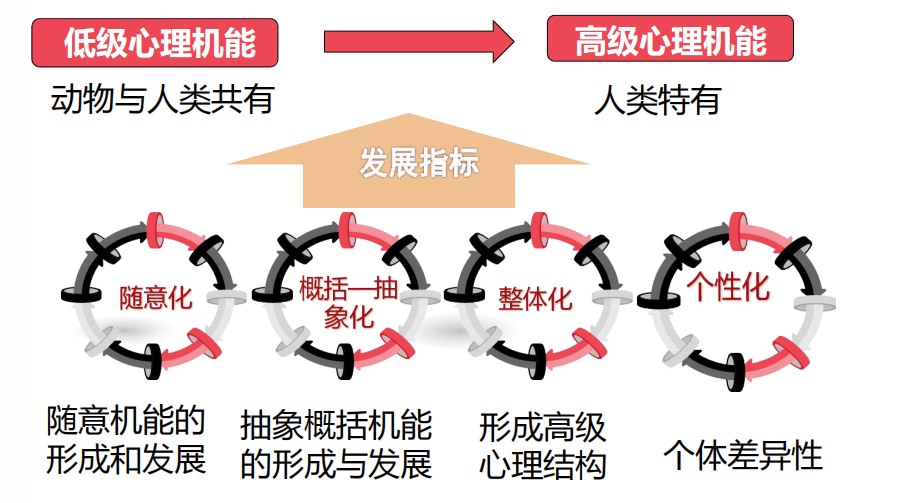 低级心理机能
高级心理机能
动物与人类共有
人类特有
发展指标
随意化
概括—抽
象化
整体化
个性化
随意机能的
形成和发展
抽象概括机能
的形成与发展
形成高级
心理结构
个体差异性